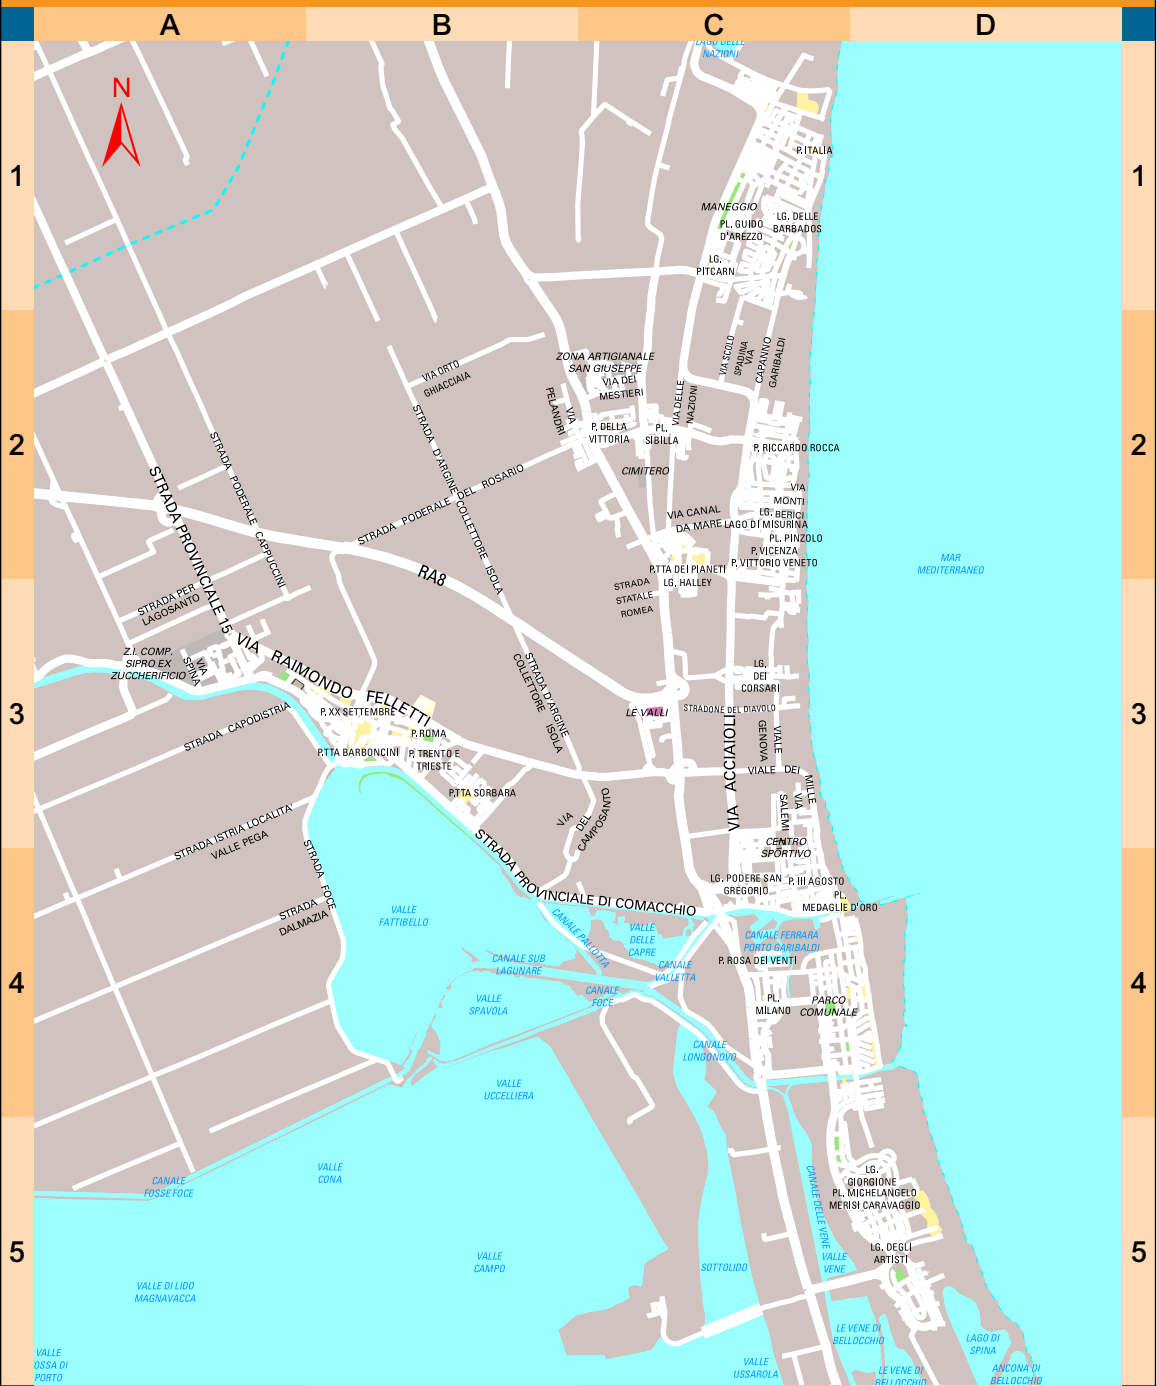 A
B
C
D
1
1
2
2
3
3
4
4
5
5
N
LAGO DELLE
NAZIONI
P. ITALIA
MANEGGIO
PL. GUIDO
D'AREZZO
LG. DELLE
BARBADOS
LG.
PITCARN
VIA SCOLO
SPADINA
VIA
CAPANNO
GARIBALDI
ZONA ARTIGIANALE
SAN GIUSEPPE
VIA DEI
MESTIERI
VIA ORTO
GHIACCIAIA
VIA
PELANDRI
VIA DELLE
NAZIONI
P. DELLA
VITTORIA
PL.
SIBILLA
P. RICCARDO ROCCA
CIMITERO
VIA
MONTI
BERICI
LG.
LAGO DI MISURINA
VIA CANAL
DA MARE
PL. PINZOLO
P. VICENZA
P. VITTORIO VENETO
P.TTA DEI PIANETI
LG. HALLEY
STRADA
STATALE
ROMEA
MAR
MEDITERRANEO
STRADA PODERALE CAPPUCCINI
STRADA D'ARGINE COLLETTORE ISOLA
STRADA PODERALE DEL ROSARIO
STRADA PROVINCIALE 15
RA8
STRADA PER
LAGOSANTO
Z.I. COMP.
SIPRO EX
ZUCCHERIFICIO
VIA
SPINA
VIA RAIMONDO FELLETTI
STRADA D'ARGINE
COLLETTORE ISOLA
LG.
DEI
CORSARI
LE VALLI
STRADONE DEL DIAVOLO
P. XX SETTEMBRE
P. ROMA
P.TTA BARBONCINI
P. TRENTO E
TRIESTE
P.TTA SORBARA
STRADA CAPODISTRIA
VIA ACCIAIOLI
VIALE
GENOVA
VIALE DEI MILLE
VIA
SALEMI
VIA
DEL
CAMPOSANTO
STRADA ISTRIA LOCALITA'
VALLE PEGA
CENTRO
SPORTIVO
STRADA PROVINCIALE DI COMACCHIO
STRADA FOCE
STRADA
DALMAZIA
LG. PODERE SAN
GREGORIO
P. III AGOSTO
PL.
MEDAGLIE D'ORO
VALLE
FATTIBELLO
CANALE PALLOTTA
VALLE
DELLE
CAPRE
CANALE FERRARA
PORTO GARIBALDI
P. ROSA DEI VENTI
CANALE SUB
LAGUNARE
CANALE
VALLETTA
CANALE
FOCE
VALLE
SPAVOLA
PL.
MILANO
PARCO
COMUNALE
CANALE
LONGONOVO
VALLE
UCCELLIERA
VALLE
CONA
CANALE
FOSSE FOCE
CANALE DELLE VENE
LG.
GIORGIONE
PL. MICHELANGELO
MERISI CARAVAGGIO
LG. DEGLI
ARTISTI
VALLE
VENE
VALLE
CAMPO
SOTTOLIDO
VALLE DI LIDO
MAGNAVACCA
LE VENE DI
BELLOCCHIO
LAGO DI
SPINA
VALLE
OSSA DI
PORTO
VALLE
USSAROLA
LE VENE DI
BELLOCCHIO
ANCONA DI
BELLOCCHIO